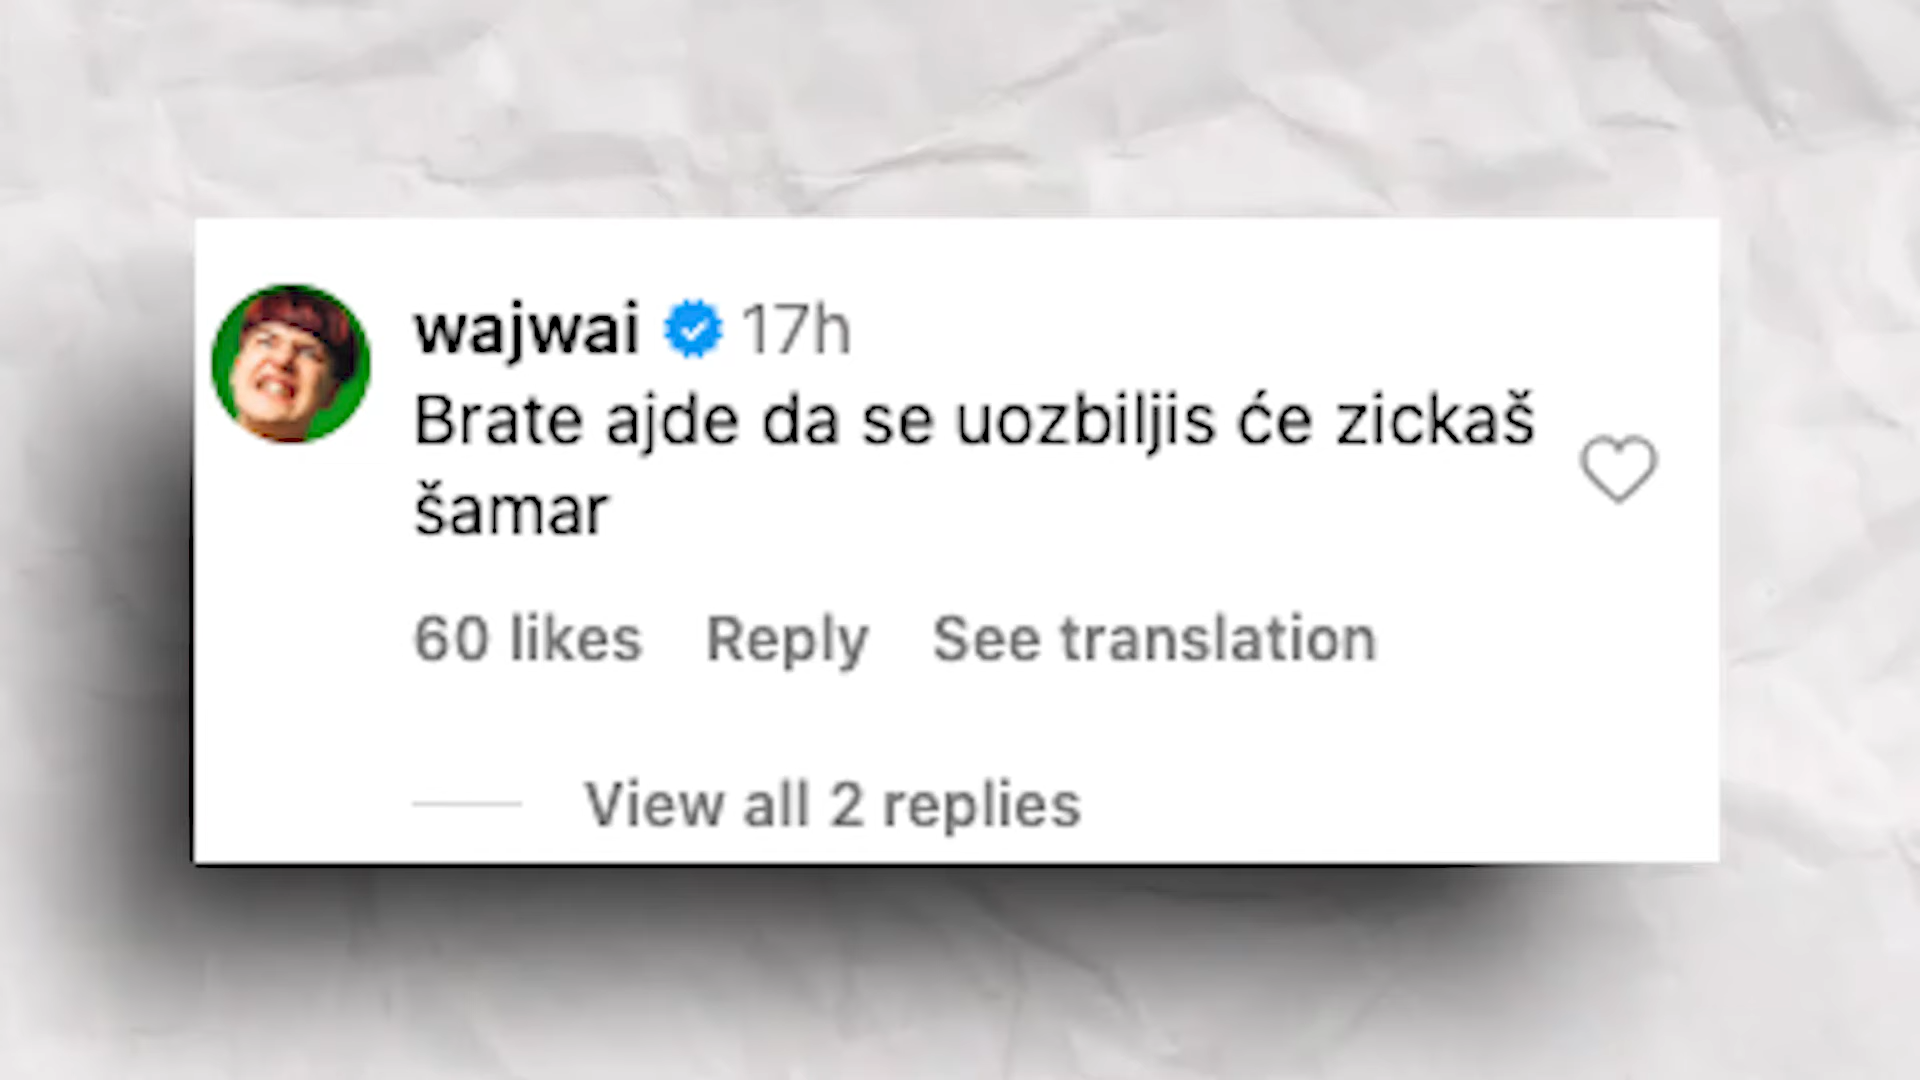 wajwai 17h
Brate ajde da se uozbiljis će zickaš
šamar
60 likes Reply See translation
View all 2 replies